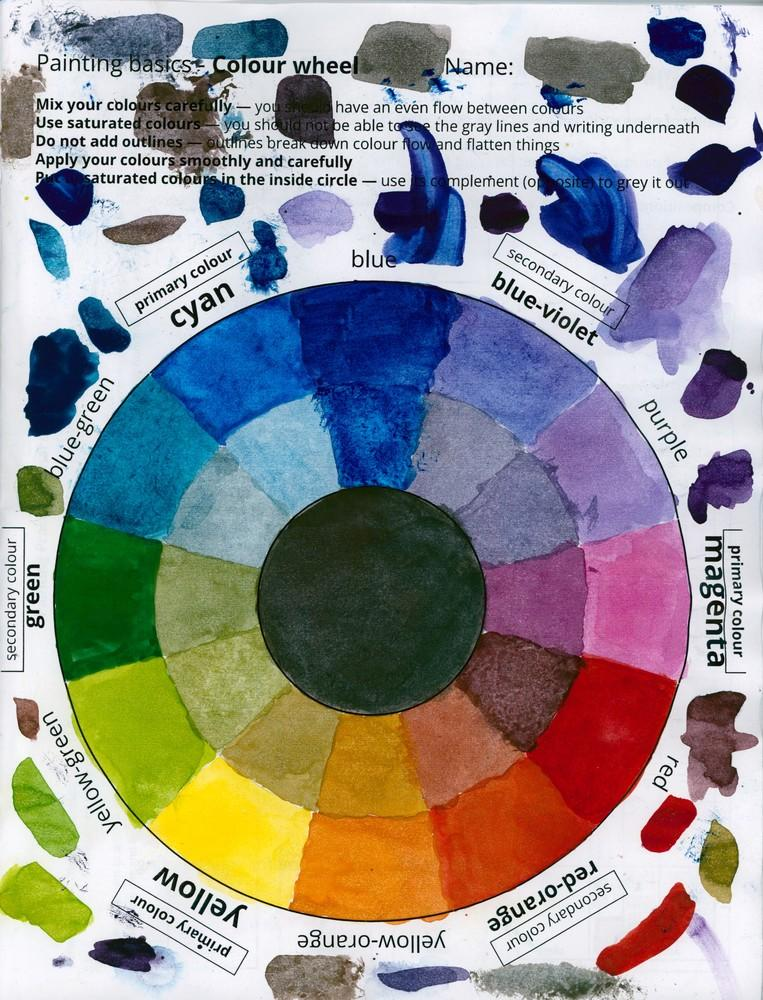 Painting basics - Colour wheel Name:
Mix your colours carefully — you should have an even flow between colours
Use saturated colours — you should not be able to see the gray lines and writing underneath
Do not add outlines — outlines break down colour flow and flatten things
Apply your colours smoothly and carefully
Put unsaturated colours in the inside circle — use its complement (opposite) to grey it out
blue
secondary colour
blue-violet
purple
primary colour
magenta
red
red-orange
secondary colour
yellow-orange
yellow
primary colour
yellow-green
green
secondary colour
blue-green
primary colour
cyan